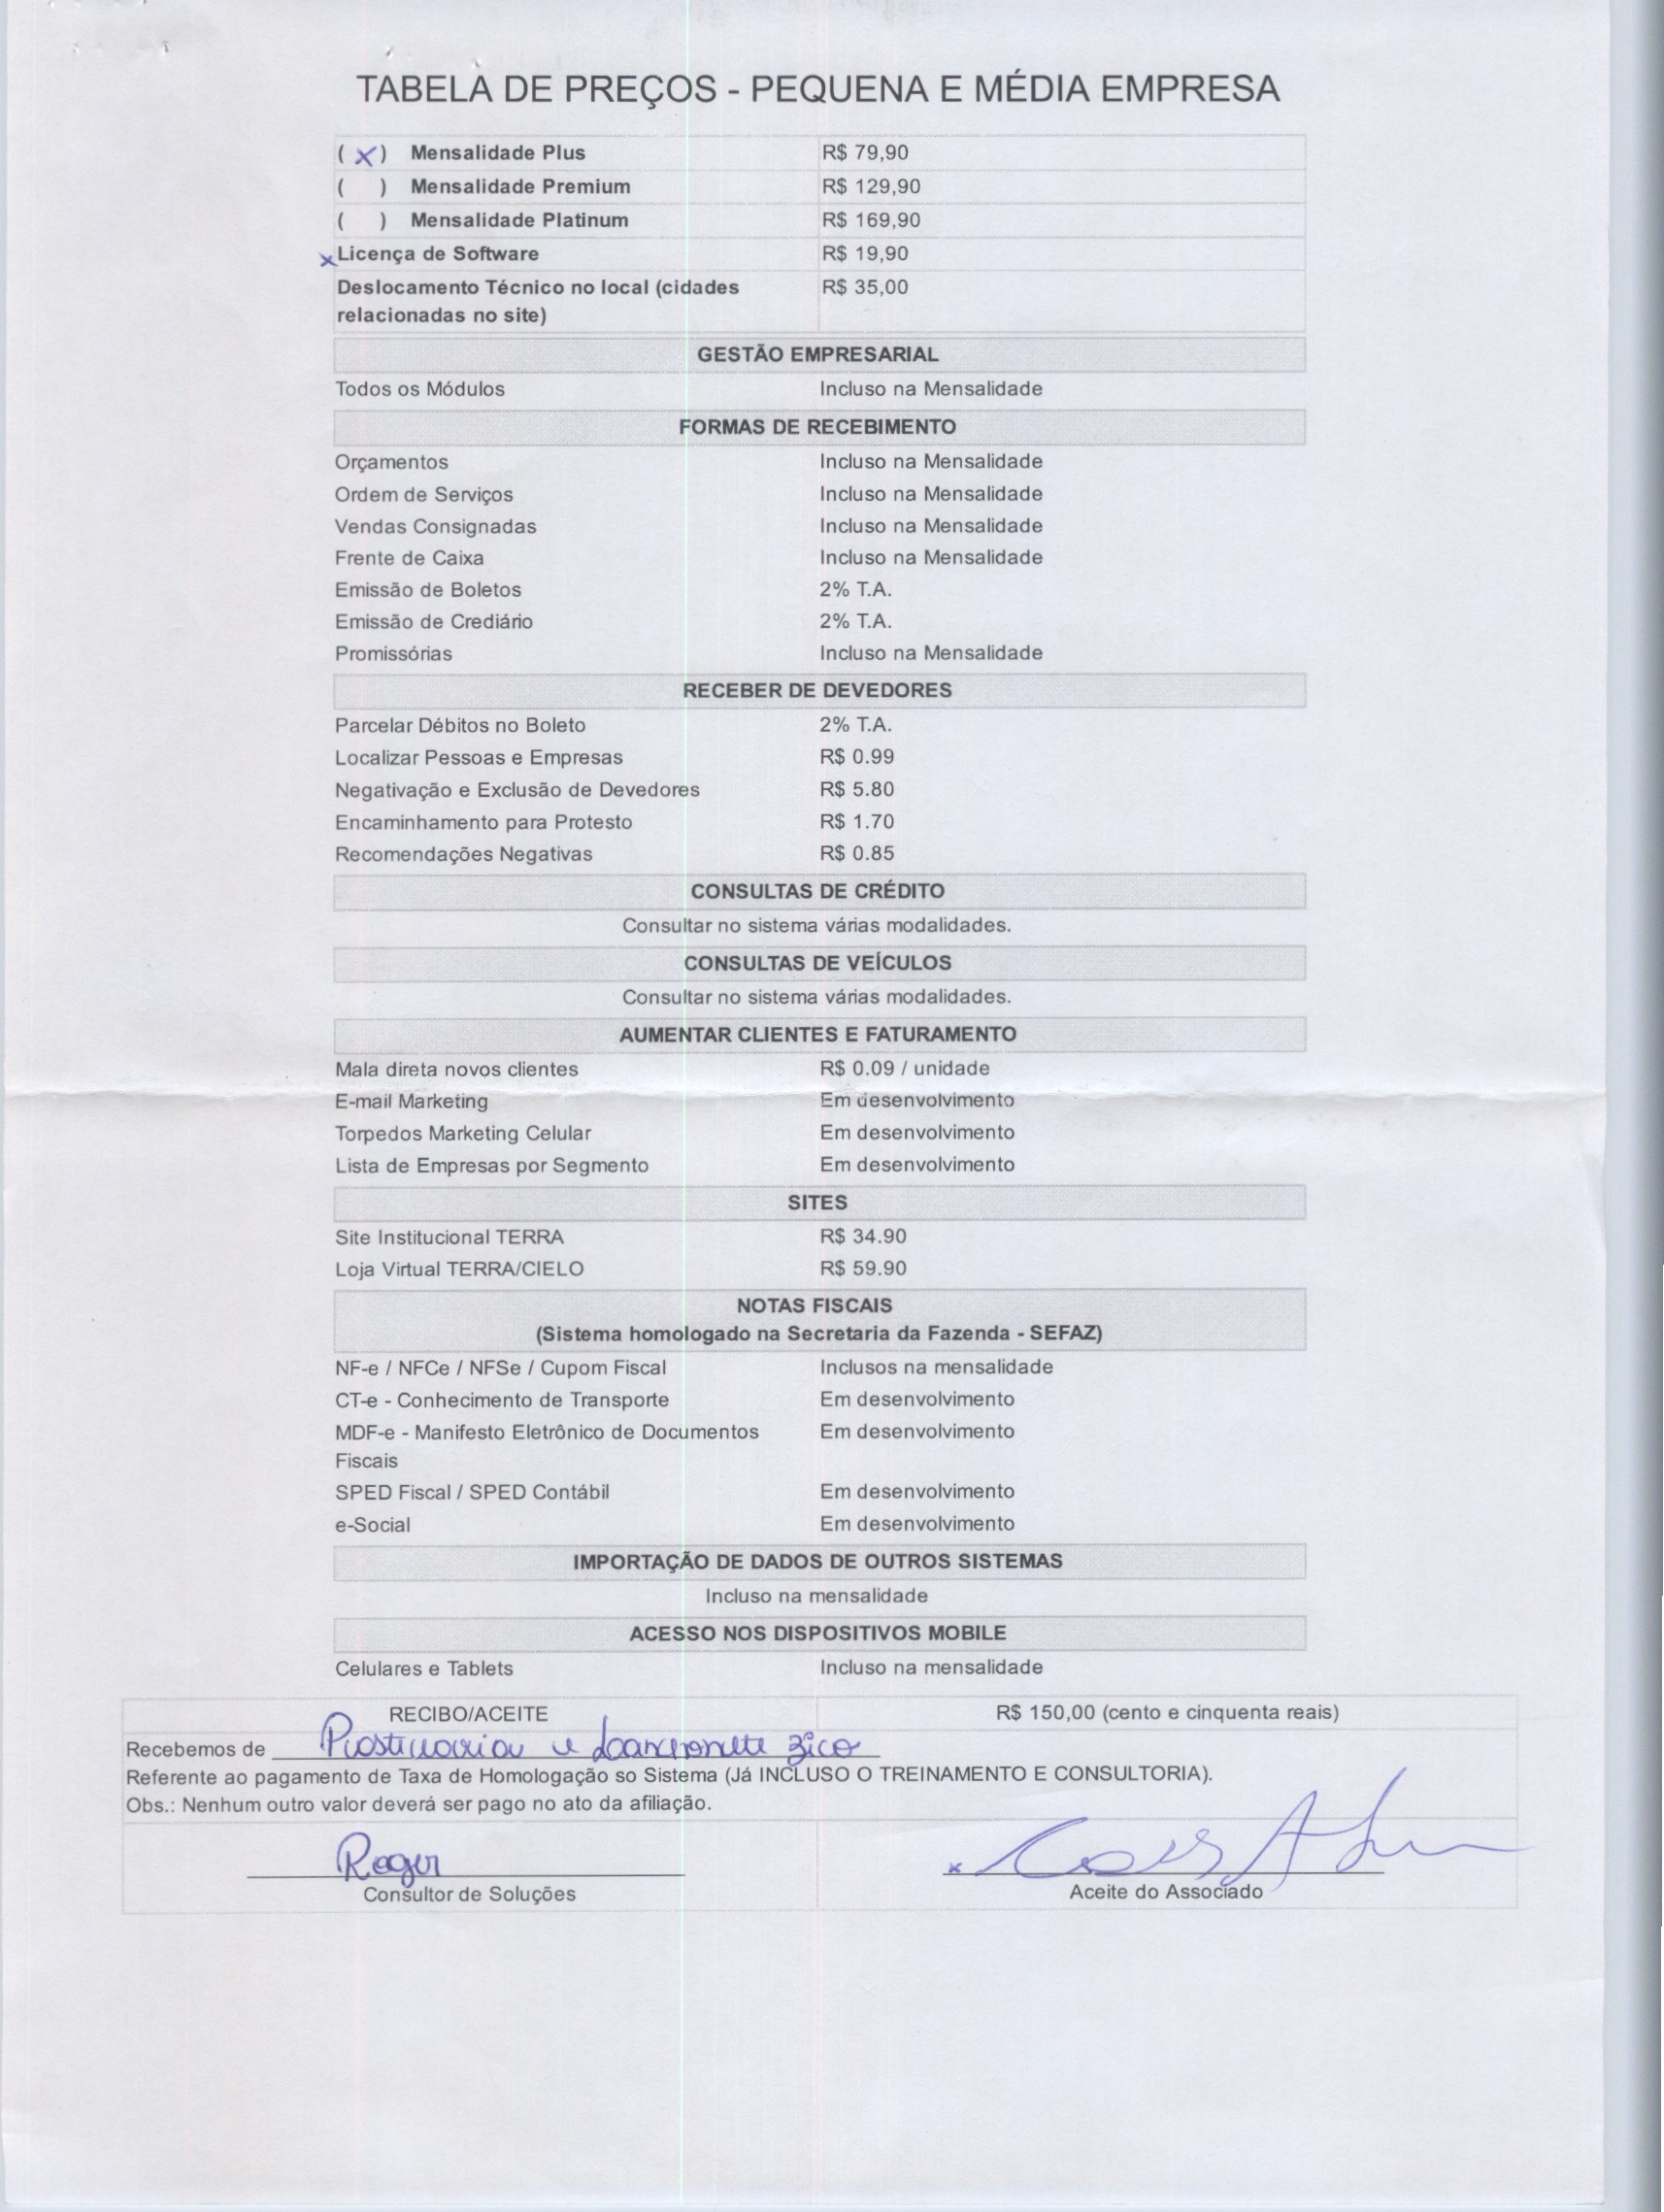 TABELA DE PREÇOS - PEQUENA E MÉDIA EMPRESA
( x ) Mensalidade Plus R$ 79,90
( ) Mensalidade Premium R$ 129,90
( ) Mensalidade Platinum R$ 169,90
x Licença de Software R$ 19,90
Deslocamento Técnico no local (cidades R$ 35,00
relacionadas no site)
GESTÃO EMPRESARIAL
Todos os Módulos Incluso na Mensalidade
FORMAS DE RECEBIMENTO
Orçamentos Incluso na Mensalidade
Ordem de Serviços Incluso na Mensalidade
Vendas Consignadas Incluso na Mensalidade
Frente de Caixa Incluso na Mensalidade
Emissão de Boletos 2% T.A.
Emissão de Crediário 2% T.A.
Promissórias Incluso na Mensalidade
RECEBER DE DEVEDORES
Parcelar Débitos no Boleto 2% T.A.
Localizar Pessoas e Empresas R$ 0.99
Negativação e Exclusão de Devedores R$ 5.80
Encaminhamento para Protesto R$ 1.70
Recomendações Negativas R$ 0.85
CONSULTAS DE CRÉDITO
Consultar no sistema várias modalidades.
CONSULTAS DE VEÍCULOS
Consultar no sistema várias modalidades.
AUMENTAR CLIENTES E FATURAMENTO
Mala direta novos clientes R$ 0.09 / unidade
E-mail Marketing Em desenvolvimento
Torpedos Marketing Celular Em desenvolvimento
Lista de Empresas por Segmento Em desenvolvimento
SITES
Site Institucional TERRA R$ 34.90
Loja Virtual TERRA/CIELO R$ 59.90
NOTAS FISCAIS
(Sistema homologado na Secretaria da Fazenda - SEFAZ)
NF-e / NFCe / NFSe / Cupom Fiscal Inclusos na mensalidade
CT-e - Conhecimento de Transporte Em desenvolvimento
MDF-e - Manifesto Eletrônico de Documentos Em desenvolvimento
Fiscais
SPED Fiscal / SPED Contábil Em desenvolvimento
e-Social Em desenvolvimento
IMPORTAÇÃO DE DADOS DE OUTROS SISTEMAS
Incluso na mensalidade
ACESSO NOS DISPOSITIVOS MOBILE
Celulares e Tablets Incluso na mensalidade
RECIBO/ACEITE R$ 150,00 (cento e cinquenta reais)
Recebemos de e Lanchonete Zico
Referente ao pagamento de Taxa de Homologação so Sistema (Já INCLUSO O TREINAMENTO E CONSULTORIA).
Obs.: Nenhum outro valor deverá ser pago no ato da afiliação.
Roger x
Consultor de Soluções Aceite do Associado